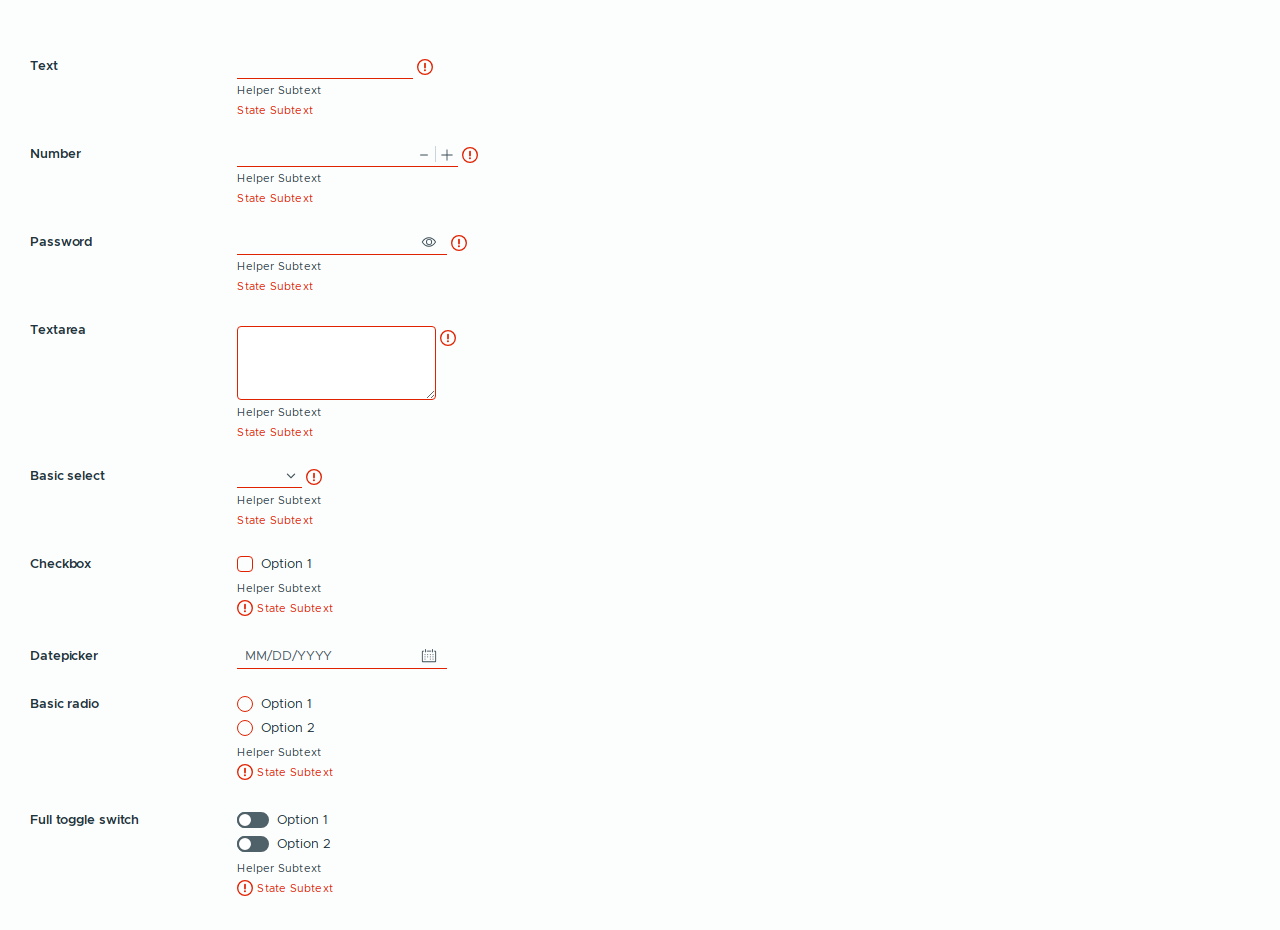 Text
Helper Subtext
State Subtext
Number
Helper Subtext
State Subtext
Password
Helper Subtext
State Subtext
Textarea
Helper Subtext
State Subtext
Basic select
Helper Subtext
State Subtext
Checkbox Option 1
Helper Subtext
State Subtext
Datepicker MM/DD/YYYY
Basic radio Option 1
Option 2
Helper Subtext
State Subtext
Full toggle switch Option 1
Option 2
Helper Subtext
State Subtext